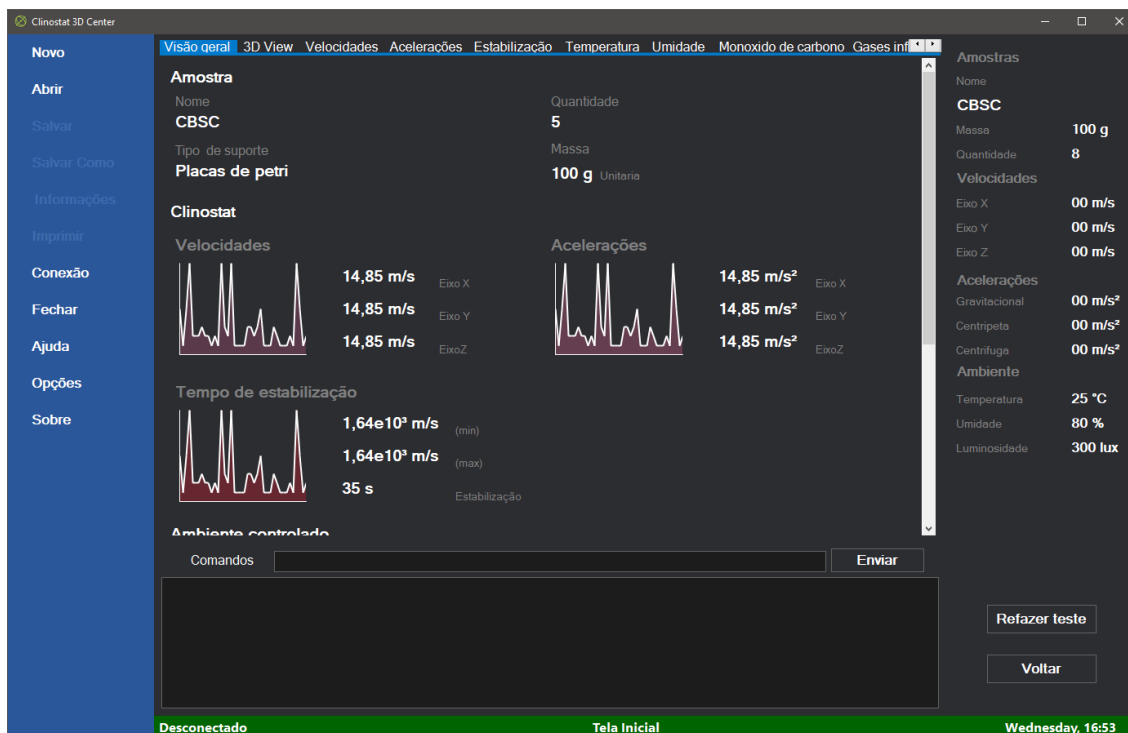 Clinostat 3D Center
Novo
Abrir
Salvar
Salvar Como
Informações
Imprimir
Conexão
Fechar
Ajuda
Opções
Sobre
Visão geral 3D View Velocidades Acelerações Estabilização Temperatura Umidade Monoxido de carbono Gases inf
Amostra
Nome Quantidade
CBSC 5
Tipo de suporte Massa
Placas de petri 100 g Unitaria
Clinostat
Velocidades
14,85 m/s Eixo X
14,85 m/s Eixo Y
14,85 m/s EixoZ
Acelerações
14,85 m/s² Eixo X
14,85 m/s² Eixo Y
14,85 m/s² EixoZ
Tempo de estabilização
1,64e10³ m/s (min)
1,64e10³ m/s (max)
35 s Estabilização
Ambiente controlado
Comandos Enviar
Amostras
Nome
CBSC
Massa 100 g
Quantidade 8
Velocidades
Eixo X 00 m/s
Eixo Y 00 m/s
Eixo Z 00 m/s
Acelerações
Gravitacional 00 m/s²
Centripeta 00 m/s²
Centrifuga 00 m/s²
Ambiente
Temperatura 25 °C
Umidade 80 %
Luminosidade 300 lux
Refazer teste
Voltar
Desconectado Tela Inicial Wednesday, 16:53